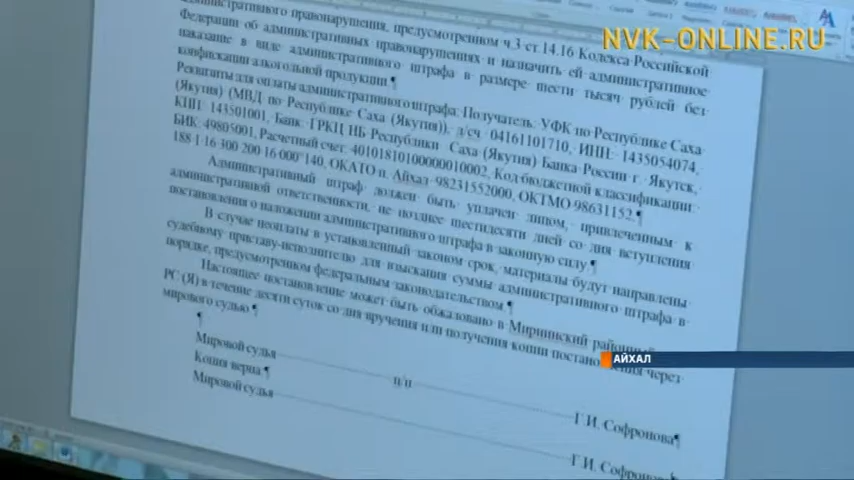 NVK-ONLINE.RU
административного правонарушения, предусмотренном ч.3 ст.14.16 Кодекса Российской
Федерации об административных правонарушениях и назначить ей административное
наказание в виде административного штрафа в размере шести тысяч рублей без
конфискации алкогольной продукции.¶
Реквизиты для оплаты административного штрафа: Получатель: УФК по Республике Саха
(Якутия) (МВД по Республике Саха (Якутия)), л/сч 04161101710, ИНН: 1435054074,
КПП: 143501001, Банк: ГРКЦ НБ Республики Саха (Якутия) Банка России г. Якутск,
БИК: 49805001, Расчетный счет: 40101810100000010002, Код бюджетной классификации:
188 1 16 300 200 16 000 140, ОКАТО п. Айхал 98231552000, ОКТМО 98631152.¶
Административный штраф должен быть уплачен лицом, привлеченным к
административной ответственности, не позднее шестидесяти дней со дня вступления
постановления о наложении административного штрафа в законную силу.¶
В случае неоплаты в установленный законом срок, материалы будут направлены
судебному приставу-исполнителю для взыскания суммы административного штрафа в
порядке, предусмотренном федеральным законодательством.¶
Настоящее постановление может быть обжаловано в Мирнинский районный
РС (Я) в течение десяти суток со дня вручения или получения копии постановления через
мирового судью.¶
¶
Мировой судья п/п Г.И. Софронова¶
Копия верна¶
Мировой судья Г.И. Софронова
АЙХАЛ